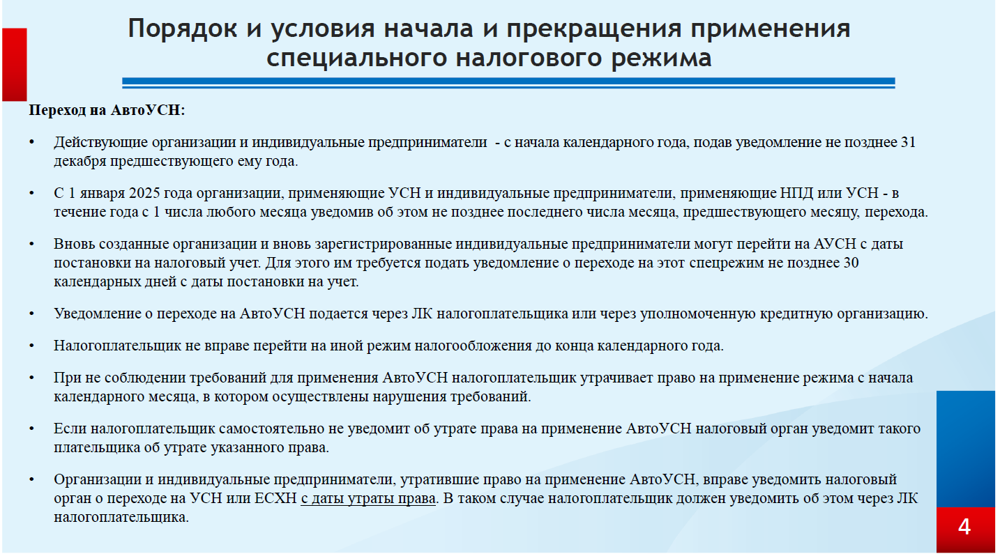 Порядок и условия начала и прекращения применения
специального налогового режима
Переход на АвтоУСН:
• Действующие организации и индивидуальные предприниматели - с начала календарного года, подав уведомление не позднее 31
декабря предшествующего ему года.
• С 1 января 2025 года организации, применяющие УСН и индивидуальные предприниматели, применяющие НПД или УСН - в
течение года с 1 числа любого месяца уведомив об этом не позднее последнего числа месяца, предшествующего месяцу, перехода.
• Вновь созданные организации и вновь зарегистрированные индивидуальные предприниматели могут перейти на АУСН с даты
постановки на налоговый учет. Для этого им требуется подать уведомление о переходе на этот спецрежим не позднее 30
календарных дней с даты постановки на учет.
• Уведомление о переходе на АвтоУСН подается через ЛК налогоплательщика или через уполномоченную кредитную организацию.
• Налогоплательщик не вправе перейти на иной режим налогообложения до конца календарного года.
• При не соблюдении требований для применения АвтоУСН налогоплательщик утрачивает право на применение режима с начала
календарного месяца, в котором осуществлены нарушения требований.
• Если налогоплательщик самостоятельно не уведомит об утрате права на применение АвтоУСН налоговый орган уведомит такого
плательщика об утрате указанного права.
• Организации и индивидуальные предприниматели, утратившие право на применение АвтоУСН, вправе уведомить налоговый
орган о переходе на УСН или ЕСХН с даты утраты права. В таком случае налогоплательщик должен уведомить об этом через ЛК
налогоплательщика.
4